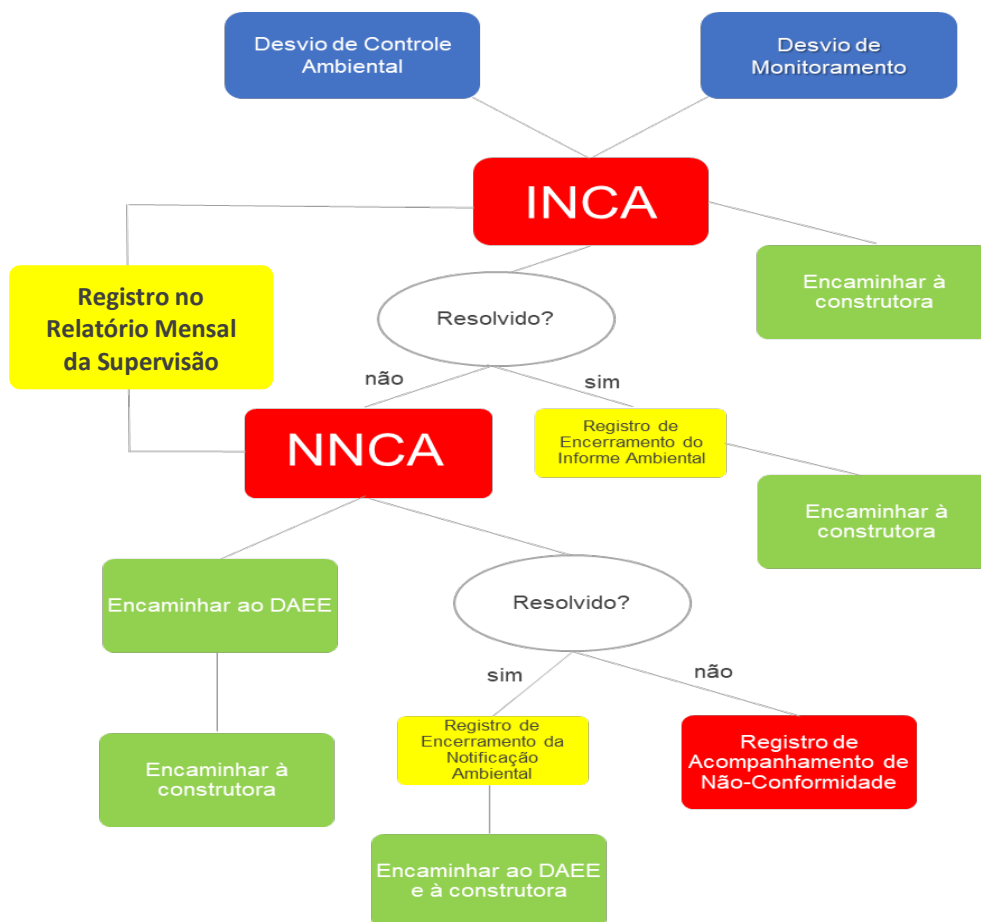 Desvio de Controle
Ambiental
Desvio de
Monitoramento
INCA
Registro no
Relatório Mensal
da Supervisão
Resolvido?
Encaminhar à
construtora
não
sim
NNCA
Registro de
Encerramento do
Informe Ambiental
Encaminhar à
construtora
Encaminhar ao DAEE
Resolvido?
sim
não
Encaminhar à
construtora
Registro de
Encerramento da
Notificação
Ambiental
Registro de
Acompanhamento de
Não-Conformidade
Encaminhar ao DAEE
e à construtora